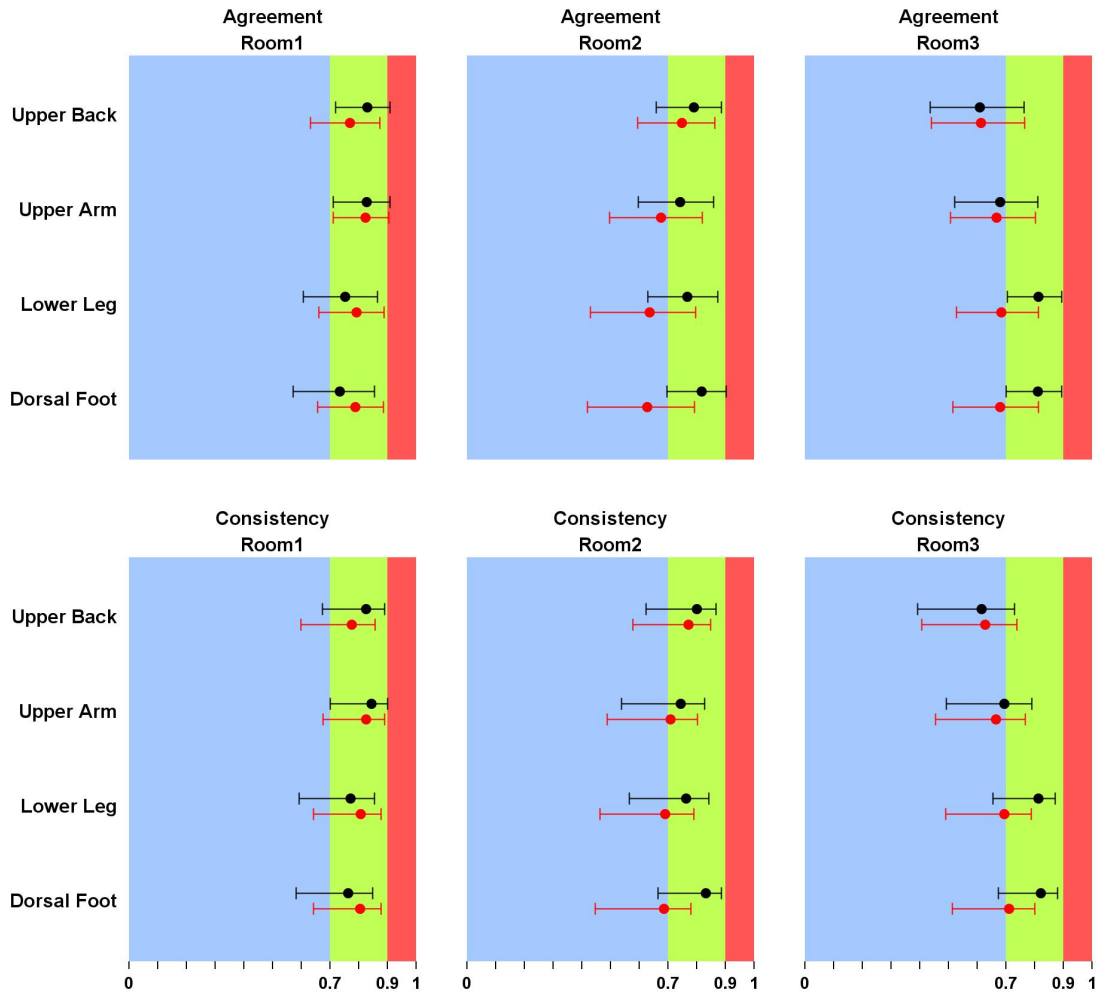 Agreement Agreement Agreement
Room1 Room2 Room3
Upper Back
Upper Arm
Lower Leg
Dorsal Foot
Consistency Consistency Consistency
Room1 Room2 Room3
Upper Back
Upper Arm
Lower Leg
Dorsal Foot
0 0.7 0.9 1 0 0.7 0.9 1 0 0.7 0.9 1